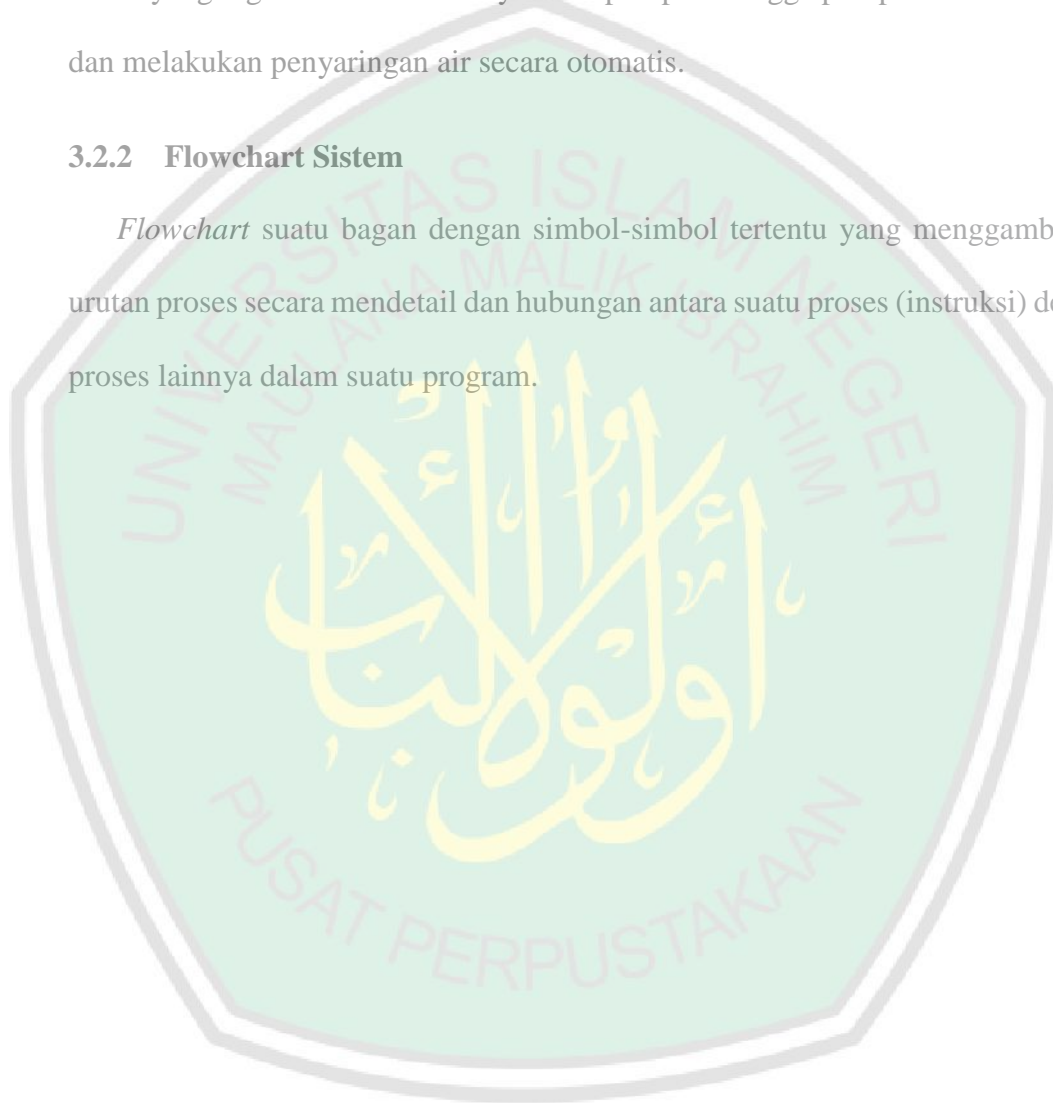 dan melakukan penyaringan air secara otomatis.
3.2.2 Flowchart Sistem
Flowchart suatu bagan dengan simbol-simbol tertentu yang
urutan proses secara mendetail dan hubungan antara suatu proses (instruksi)
proses lainnya dalam suatu program.
UNIVERSITAS ISLAM NEGERI
MAULANA MALIK IBRAHIM
أولوا الألباب
PUSAT PERPUSTAKAAN